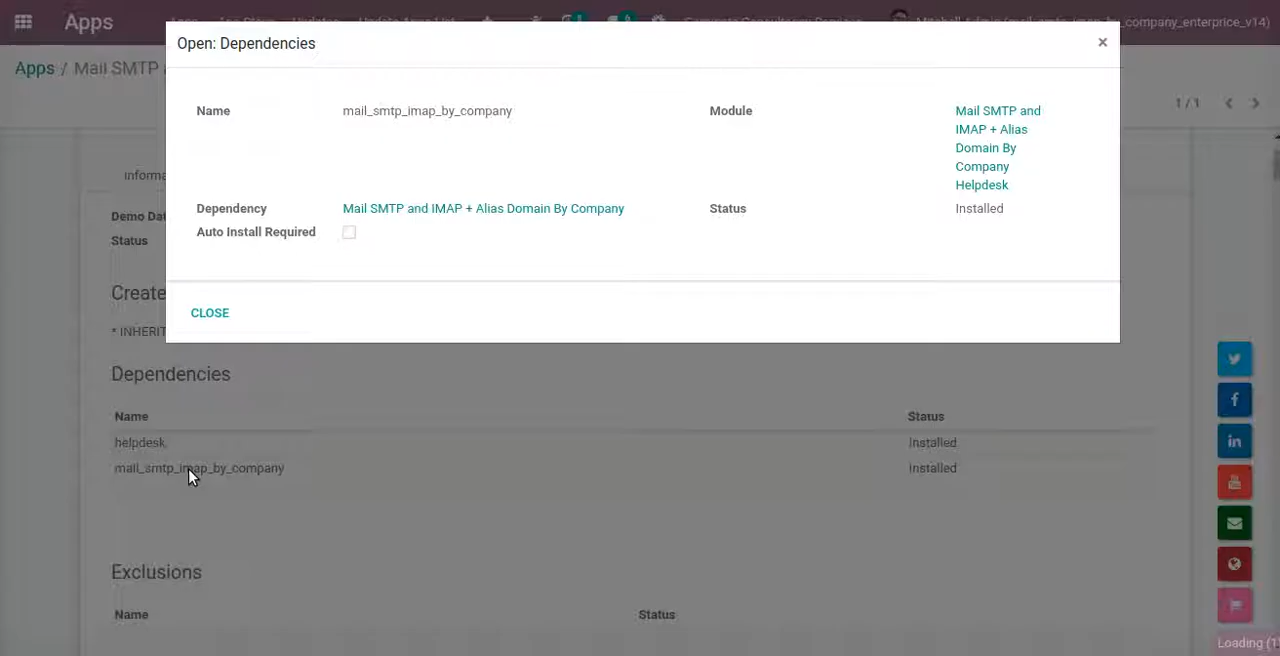 Apps
Apps / Mail SMTP
1 / 1
Open: Dependencies
×
Name
mail_smtp_imap_by_company
Module
Mail SMTP and
IMAP + Alias
Domain By
Company
Helpdesk
Dependency
Mail SMTP and IMAP + Alias Domain By Company
Status
Installed
Auto Install Required
CLOSE
Informa
Demo Dat
Status
Create
* INHERIT
Dependencies
Name Status
helpdesk Installed
mail_smtp_imap_by_company Installed
Exclusions
Name Status
Loading (1)